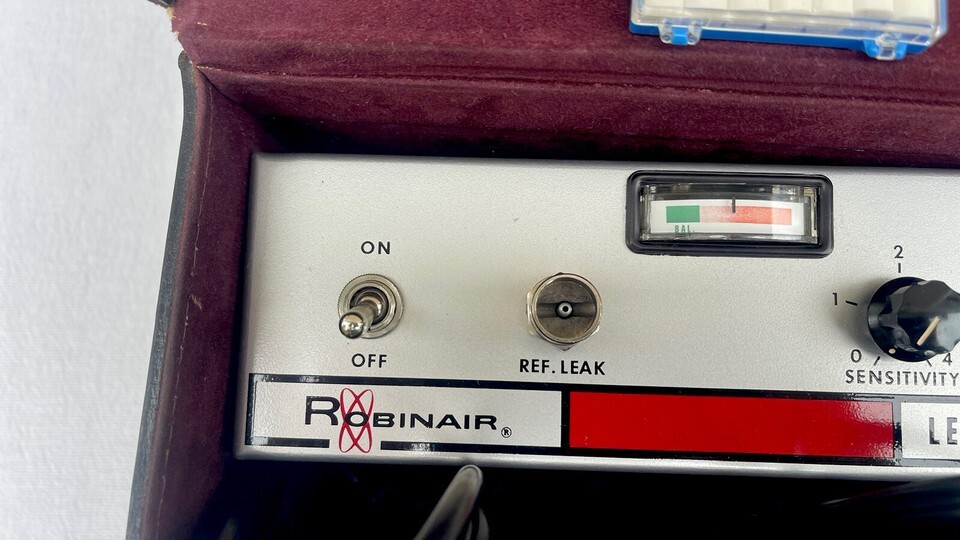 ON
BAL.
2
1
OFF
REF. LEAK
0
4
SENSITIVITY
ROBINAIR®
LE